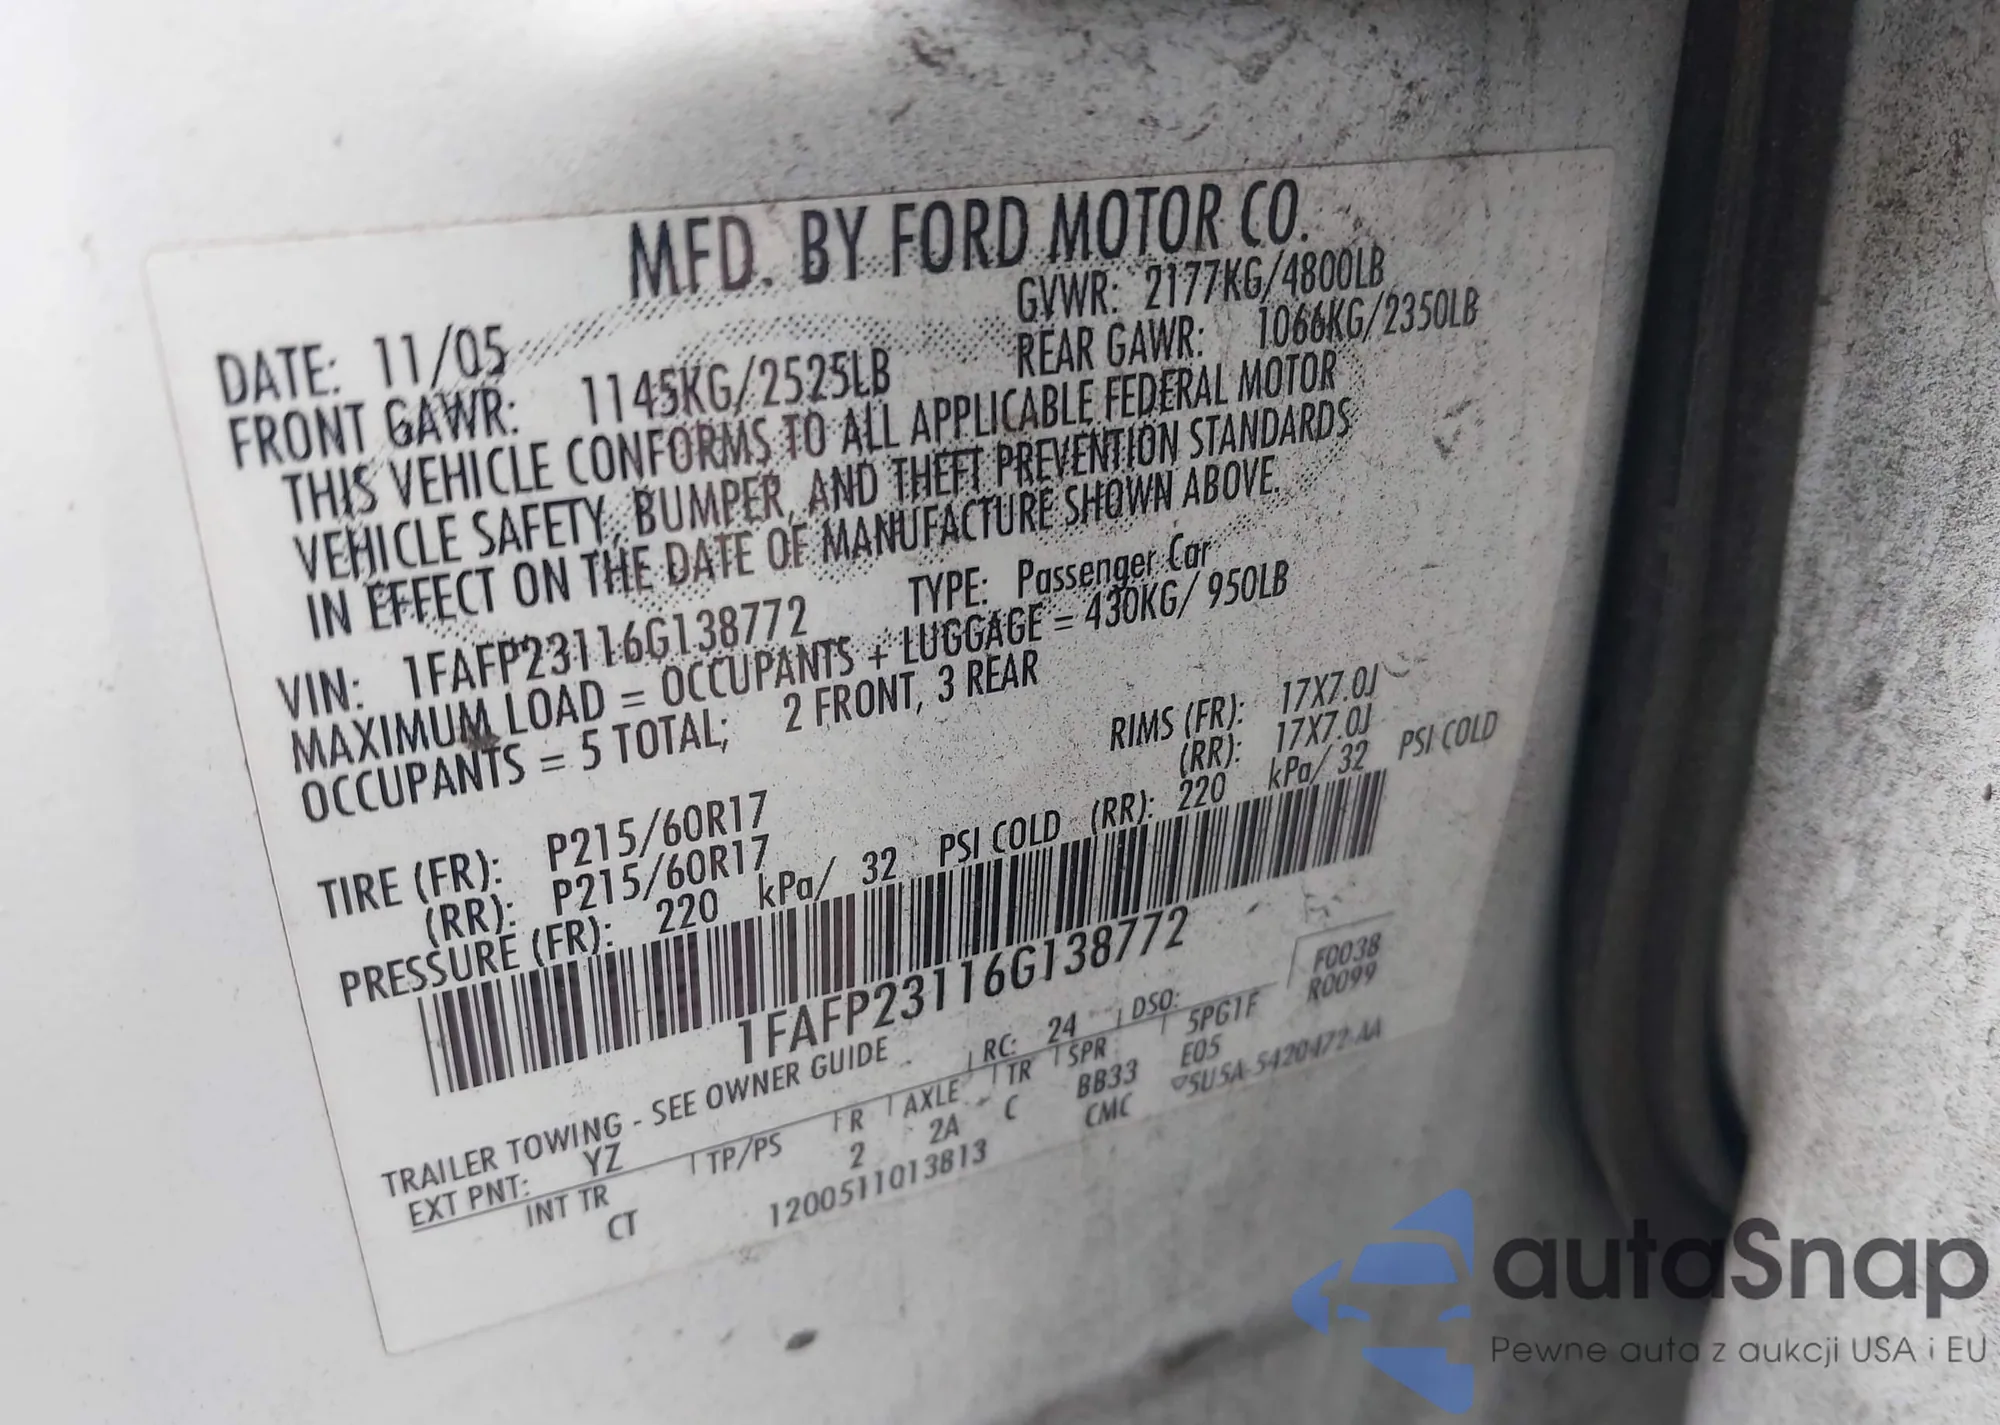 MFD. BY FORD MOTOR CO.
DATE: 11/05 GVWR: 2177KG/4800LB
FRONT GAWR: 1145KG/2525LB REAR GAWR: 1066KG/2350LB
THIS VEHICLE CONFORMS TO ALL APPLICABLE FEDERAL MOTOR
VEHICLE SAFETY, BUMPER, AND THEFT PREVENTION STANDARDS
IN EFFECT ON THE DATE OF MANUFACTURE SHOWN ABOVE.
VIN: 1FAFP23116G138772 TYPE: Passenger Car
MAXIMUM LOAD = OCCUPANTS + LUGGAGE = 430KG/ 950LB
OCCUPANTS = 5 TOTAL; 2 FRONT, 3 REAR
TIRE (FR): P215/60R17 RIMS (FR): 17X7.0J
(RR): P215/60R17 (RR): 17X7.0J
PRESSURE (FR): 220 kPa/ 32 PSI COLD (RR): 220 kPa/ 32 PSI COLD
1FAFP23116G138772
F0038
R0099
TRAILER TOWING - SEE OWNER GUIDE
EXT PNT: YZ RC: 24 DSO:
INT TR TP/PS R AXLE TR SPR 5PG1F
CT 2 2A C BB33 E05
1200511013813 CMC 5USA-5420472-AA
autaSnap
Pewne auta z aukcji USA i EU